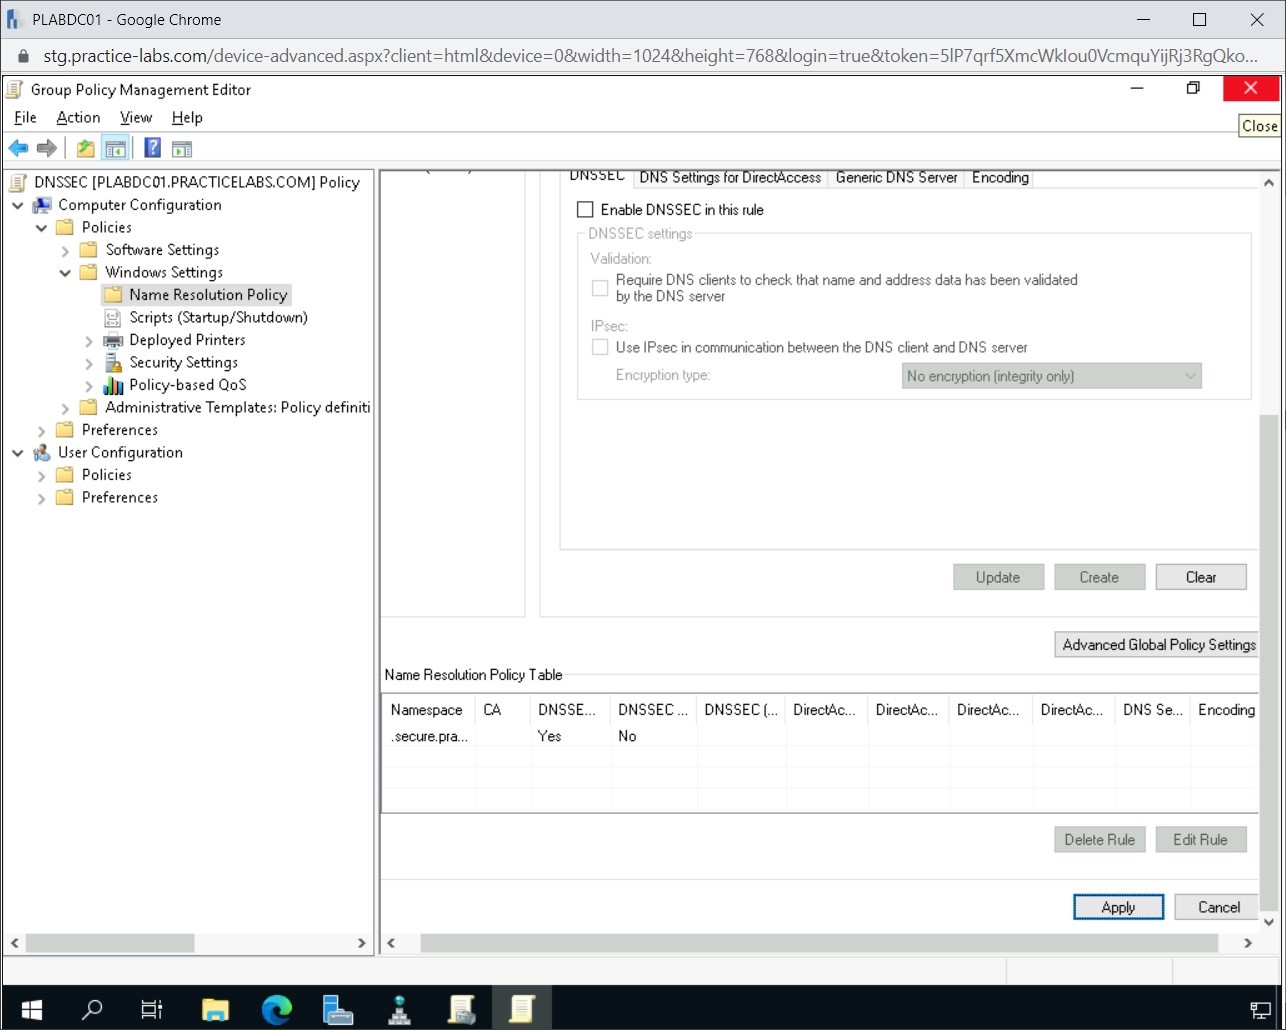 PLABDC01 - Google Chrome
stg.practice-labs.com/device-advanced.aspx?client=html&device=0&width=1024&height=768&login=true&token=5lP7qrf5XmcWkIou0VcmquYijRj3RgQko...
Group Policy Management Editor
Close
File Action View Help
DNSSEC [PLABDC01.PRACTICELABS.COM] Policy
Computer Configuration
Policies
Software Settings
Windows Settings
Name Resolution Policy
Scripts (Startup/Shutdown)
Deployed Printers
Security Settings
Policy-based QoS
Administrative Templates: Policy definiti
Preferences
User Configuration
Policies
Preferences
DNSSEC DNS Settings for DirectAccess Generic DNS Server Encoding
Enable DNSSEC in this rule
DNSSEC settings
Validation:
Require DNS clients to check that name and address data has been validated
by the DNS server
IPsec:
Use IPsec in communication between the DNS client and DNS server
Encryption type: No encryption (integrity only)
Update Create Clear
Advanced Global Policy Settings
Name Resolution Policy Table
Namespace CA DNSSE... DNSSEC ... DNSSEC (... DirectAc... DirectAc... DirectAc... DirectAc... DNS Se... Encoding
.secure.pra... Yes No
Delete Rule Edit Rule
Apply Cancel